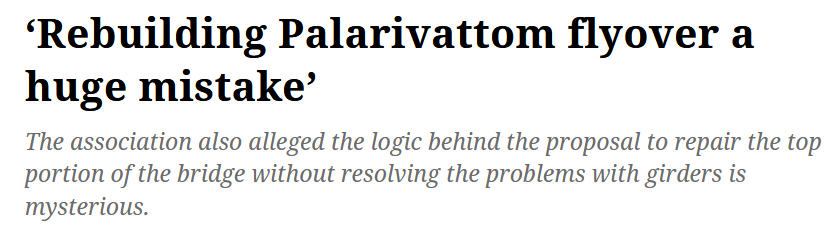 ‘Rebuilding Palarivattom flyover a
huge mistake’
The association also alleged the logic behind the proposal to repair the top
portion of the bridge without resolving the problems with girders is
mysterious.